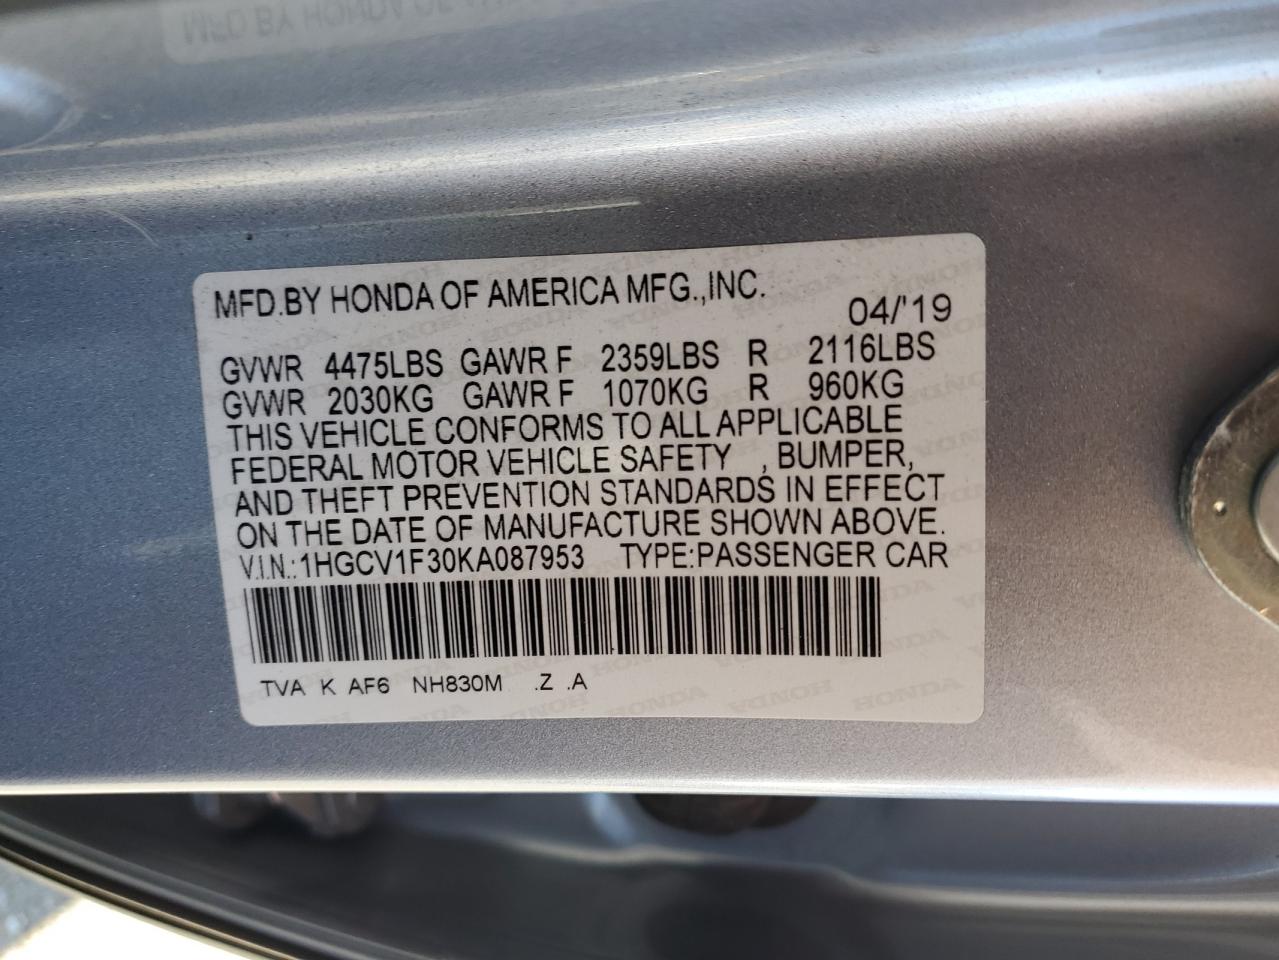 MFD.BY HONDA OF AMERICA MFG.,INC.
04/'19
GVWR 4475LBS GAWR F 2359LBS R 2116LBS
GVWR 2030KG GAWR F 1070KG R 960KG
THIS VEHICLE CONFORMS TO ALL APPLICABLE
FEDERAL MOTOR VEHICLE SAFETY , BUMPER,
AND THEFT PREVENTION STANDARDS IN EFFECT
ON THE DATE OF MANUFACTURE SHOWN ABOVE.
V.I.N.:1HGCV1F30KA087953 TYPE:PASSENGER CAR
TVA K AF6 NH830M .Z .A